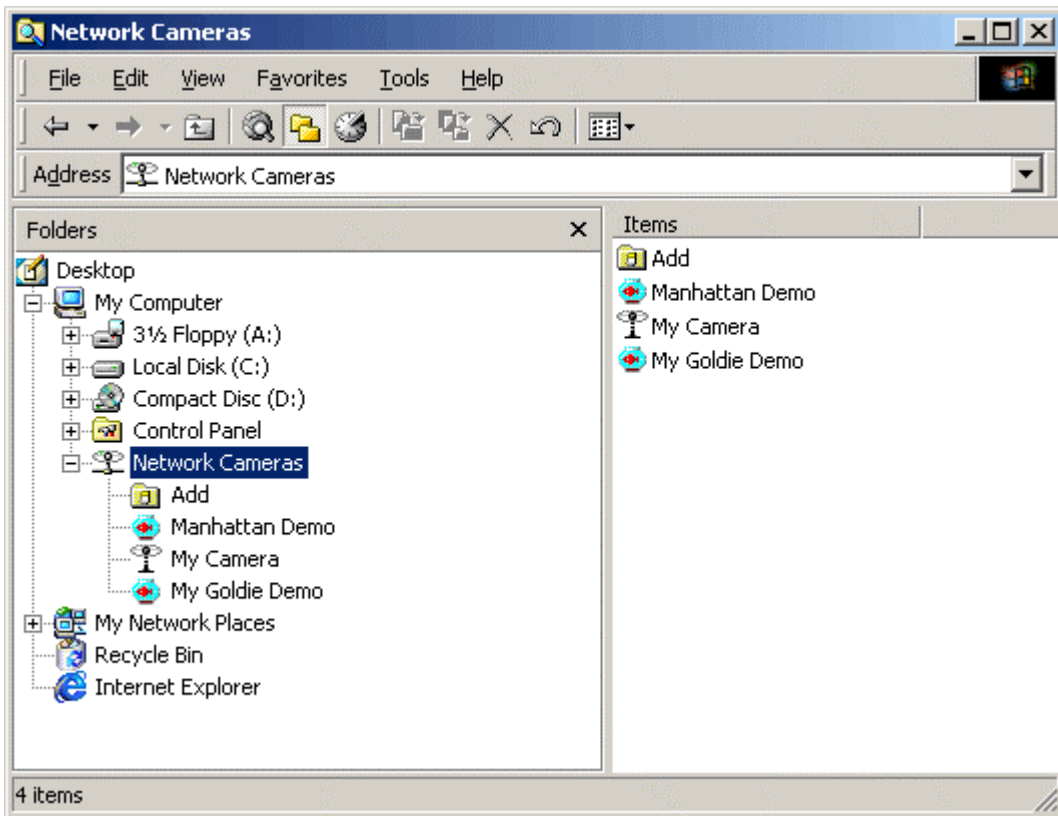 Network Cameras
File Edit View Favorites Tools Help
Address Network Cameras
Folders
Desktop
My Computer
3½ Floppy (A:)
Local Disk (C:)
Compact Disc (D:)
Control Panel
Network Cameras
Add
Manhattan Demo
My Camera
My Goldie Demo
My Network Places
Recycle Bin
Internet Explorer
Items
Add
Manhattan Demo
My Camera
My Goldie Demo
4 items